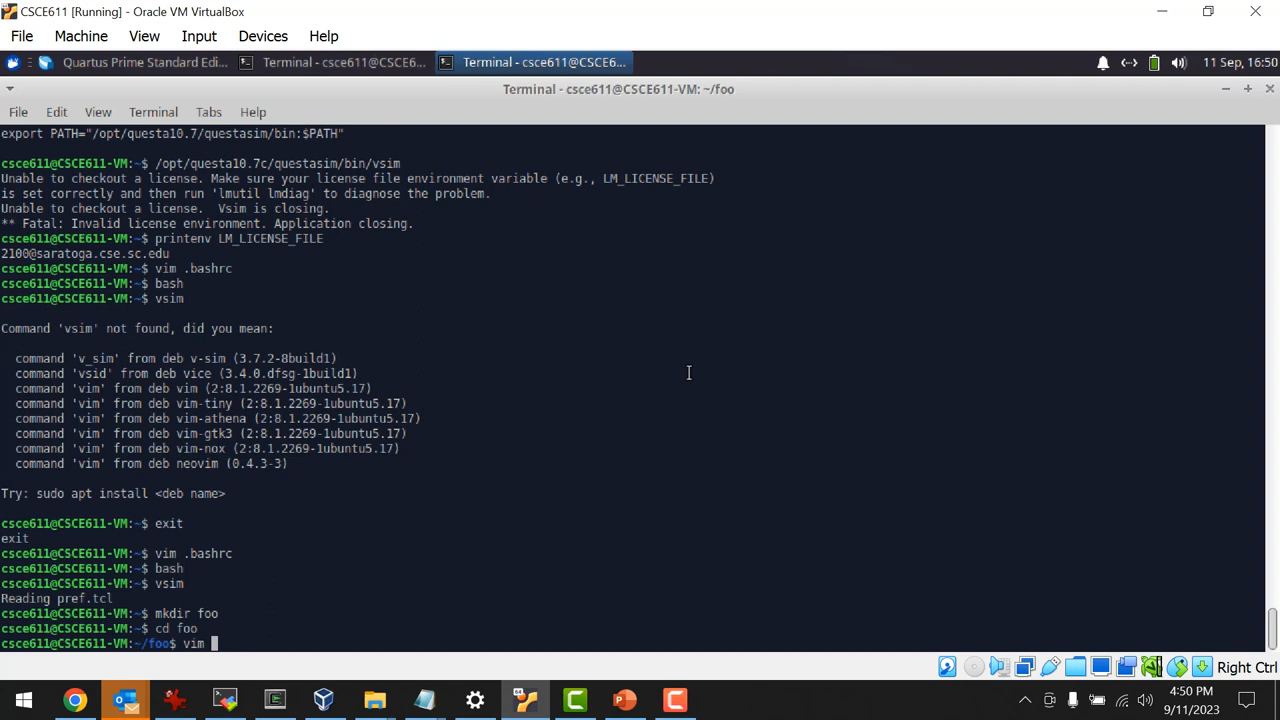 CSCE611 [Running] - Oracle VM VirtualBox
File Machine View Input Devices Help
Quartus Prime Standard Edi... Terminal - csce611@CSCE6... Terminal - csce611@CSCE6... 11 Sep, 16:50
Terminal - csce611@CSCE611-VM: ~/foo
File Edit View Terminal Tabs Help
export PATH="/opt/questa10.7/questasim/bin:$PATH"
csce611@CSCE611-VM:~$ /opt/questa10.7c/questasim/bin/vsim
Unable to checkout a license. Make sure your license file environment variable (e.g., LM_LICENSE_FILE)
is set correctly and then run 'lmutil lmdiag' to diagnose the problem.
Unable to checkout a license. Vsim is closing.
** Fatal: Invalid license environment. Application closing.
csce611@CSCE611-VM:~$ printenv LM_LICENSE_FILE
2100@saratoga.cse.sc.edu
csce611@CSCE611-VM:~$ vim .bashrc
csce611@CSCE611-VM:~$ bash
csce611@CSCE611-VM:~$ vsim
Command 'vsim' not found, did you mean:
command 'v_sim' from deb v-sim (3.7.2-8build1)
command 'vsid' from deb vice (3.4.0.dfsg-1build1)
command 'vim' from deb vim (2:8.1.2269-1ubuntu5.17)
command 'vim' from deb vim-tiny (2:8.1.2269-1ubuntu5.17)
command 'vim' from deb vim-athena (2:8.1.2269-1ubuntu5.17)
command 'vim' from deb vim-gtk3 (2:8.1.2269-1ubuntu5.17)
command 'vim' from deb vim-nox (2:8.1.2269-1ubuntu5.17)
command 'vim' from deb neovim (0.4.3-3)
Try: sudo apt install <deb name>
csce611@CSCE611-VM:~$ exit
exit
csce611@CSCE611-VM:~$ vim .bashrc
csce611@CSCE611-VM:~$ bash
csce611@CSCE611-VM:~$ vsim
Reading pref.tcl
csce611@CSCE611-VM:~$ mkdir foo
csce611@CSCE611-VM:~$ cd foo
csce611@CSCE611-VM:~/foo$ vim
Right Ctrl
4:50 PM
9/11/2023